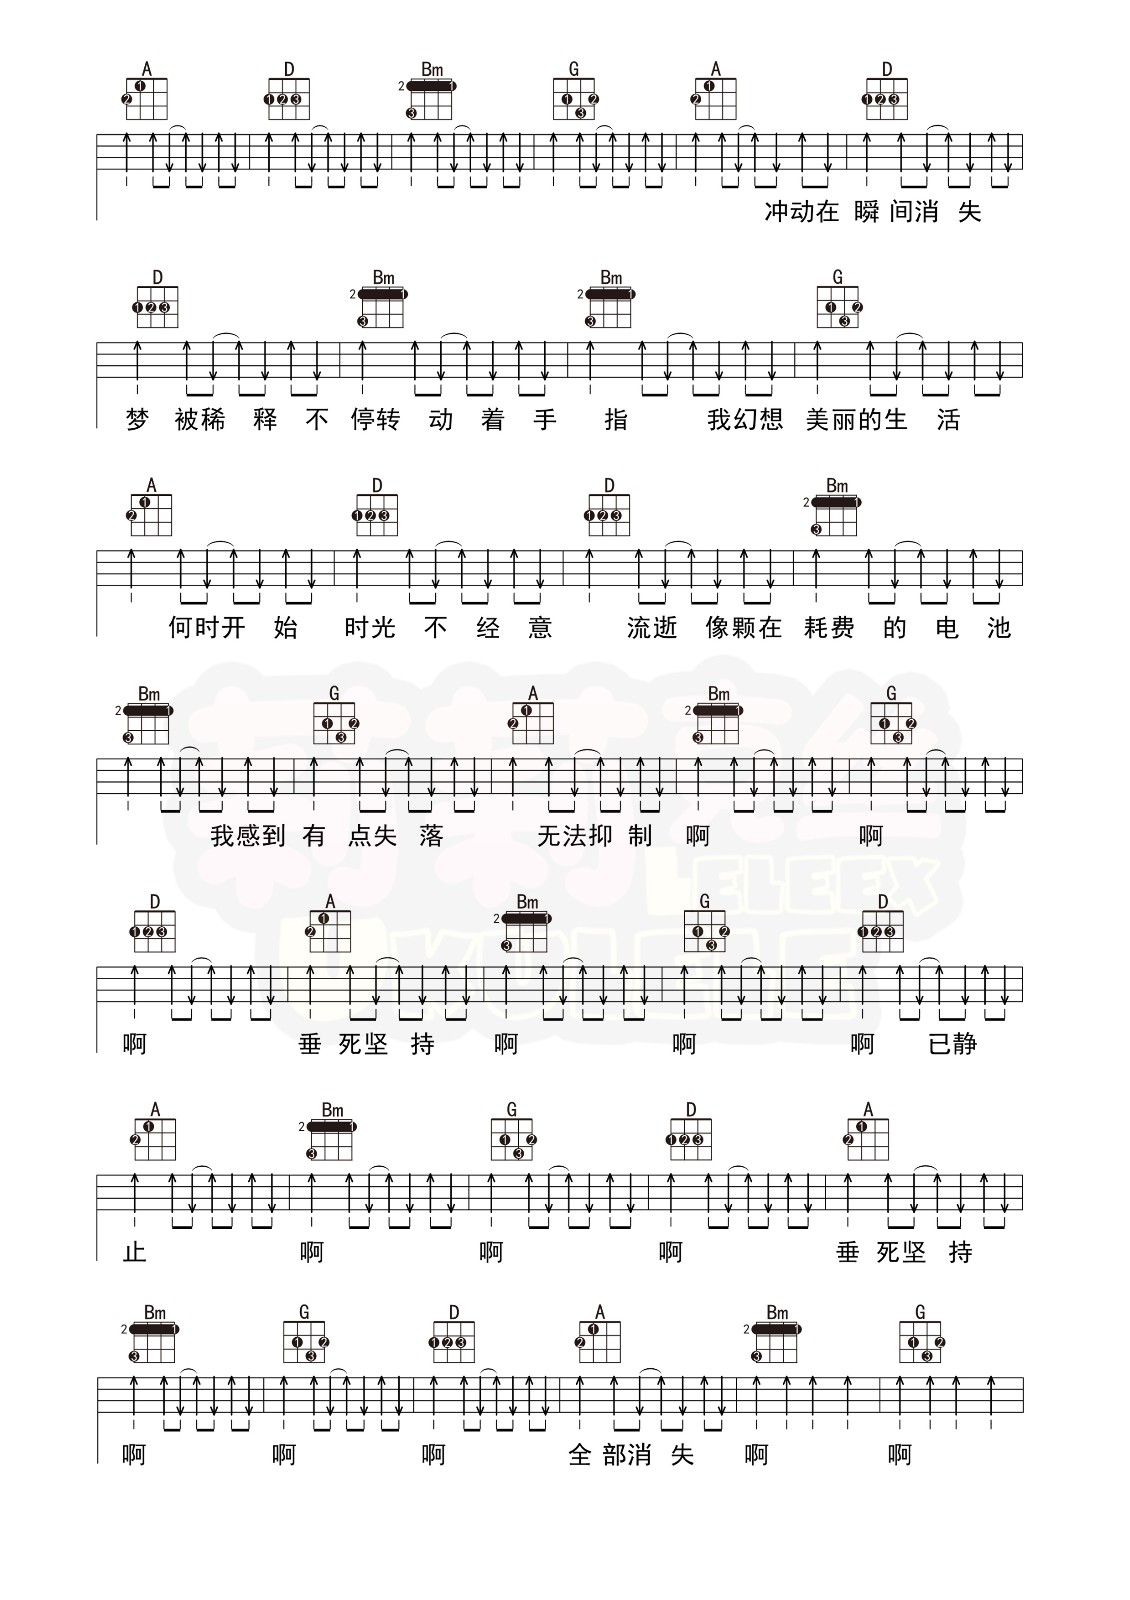 A D Bm G A D
冲动在 瞬 间消 失
D Bm Bm G
梦 被稀 释 不 停转 动 着 手 指 我幻想 美丽的生 活
A D D Bm
何时开 始 时光 不 经 意 流逝 像颗在 耗费 的 电 池
Bm G A Bm G
我感到 有 点失 落 无法抑 制 啊 啊
D A Bm G D
啊 垂 死坚 持 啊 啊 啊 已静
A Bm G D A
止 啊 啊 啊 垂 死坚 持
Bm G D A Bm G
啊 啊 啊 全 部消 失 啊 啊
LELEEX
UKULELE